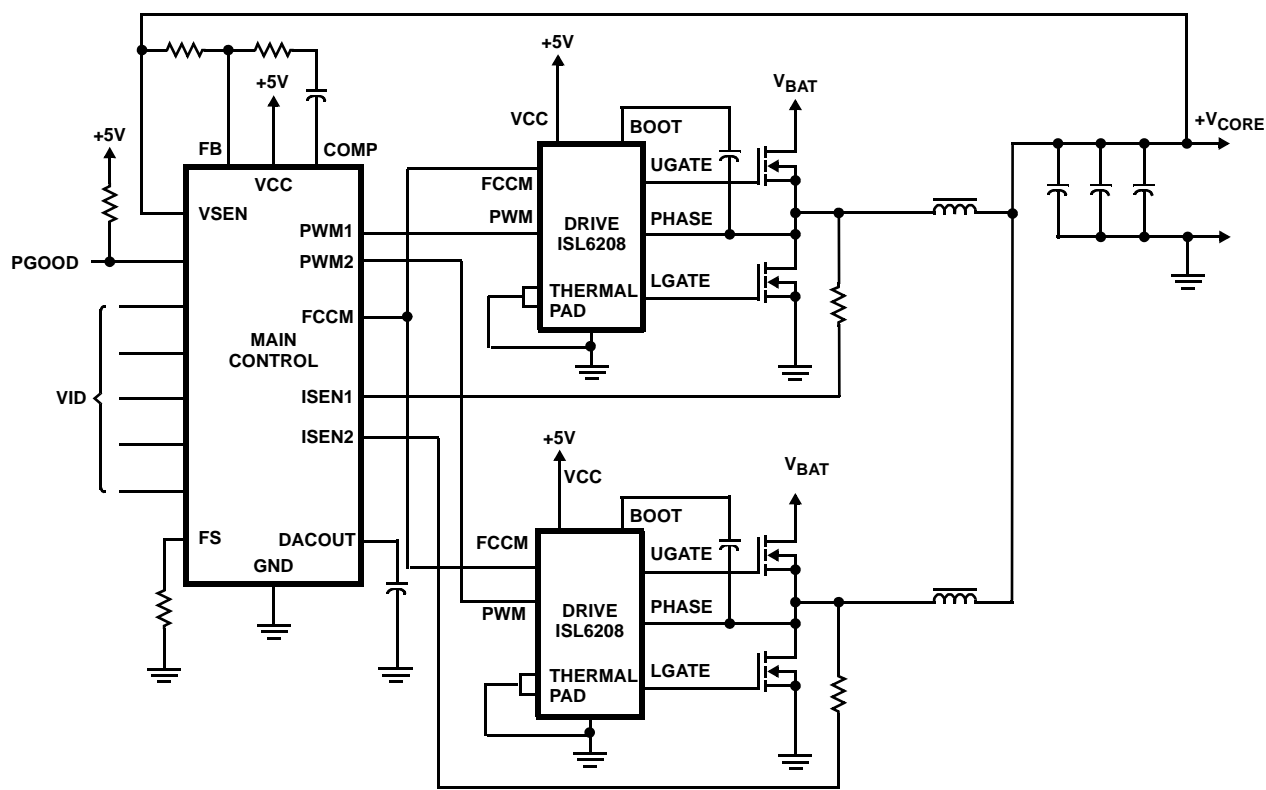 +5V
+5V
VBAT
+5V
VCC
BOOT
+VCORE
FB
COMP
VCC
UGATE
FCCM
VSEN
PWM
DRIVE
ISL6208
PHASE
PWM1
PGOOD
PWM2
THERMAL
PAD
LGATE
FCCM
MAIN
CONTROL
VID
ISEN1
ISEN2
+5V
VCC
VBAT
BOOT
FS
DACOUT
FCCM
UGATE
GND
PWM
DRIVE
ISL6208
PHASE
THERMAL
PAD
LGATE